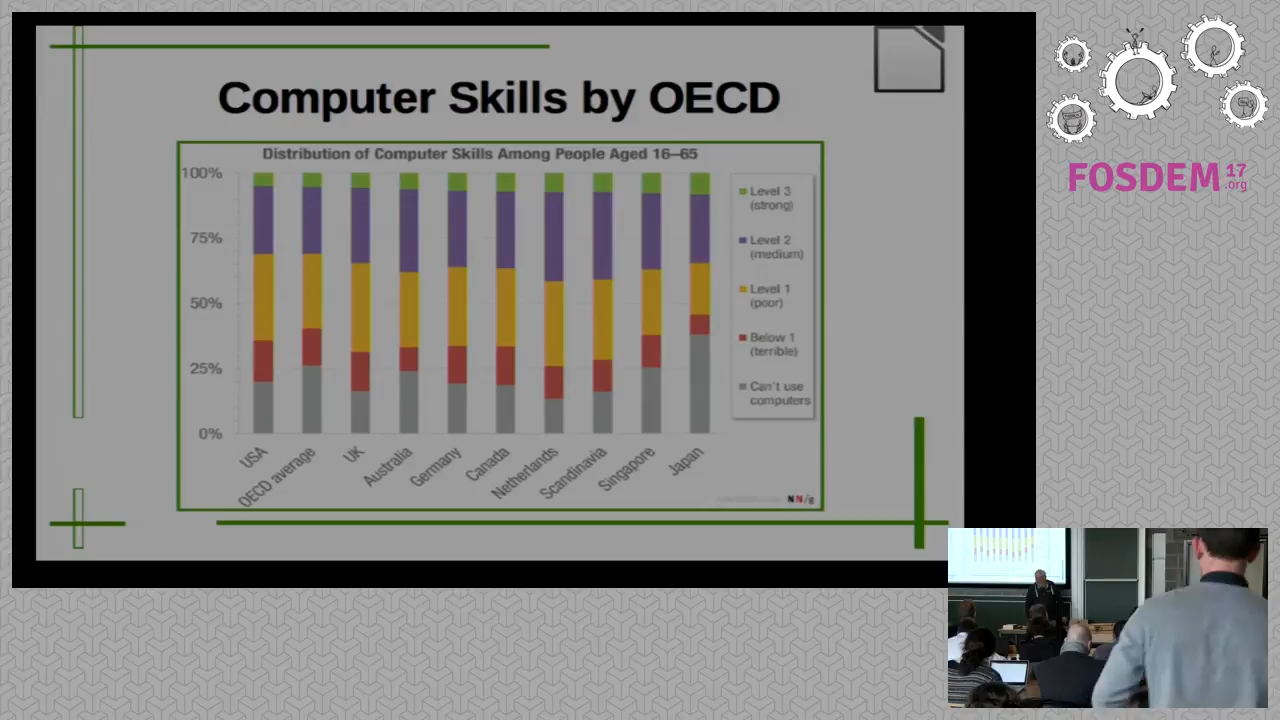 Computer Skills by OECD
Distribution of Computer Skills Among People Aged 16–65
100%
75%
50%
25%
0%
USA
OECD average
UK
Australia
Germany
Canada
Netherlands
Scandinavia
Singapore
Japan
Level 3
(strong)
Level 2
(medium)
Level 1
(poor)
Below 1
(terrible)
Can't use
computers
NN/g
FOSDEM 17
.org